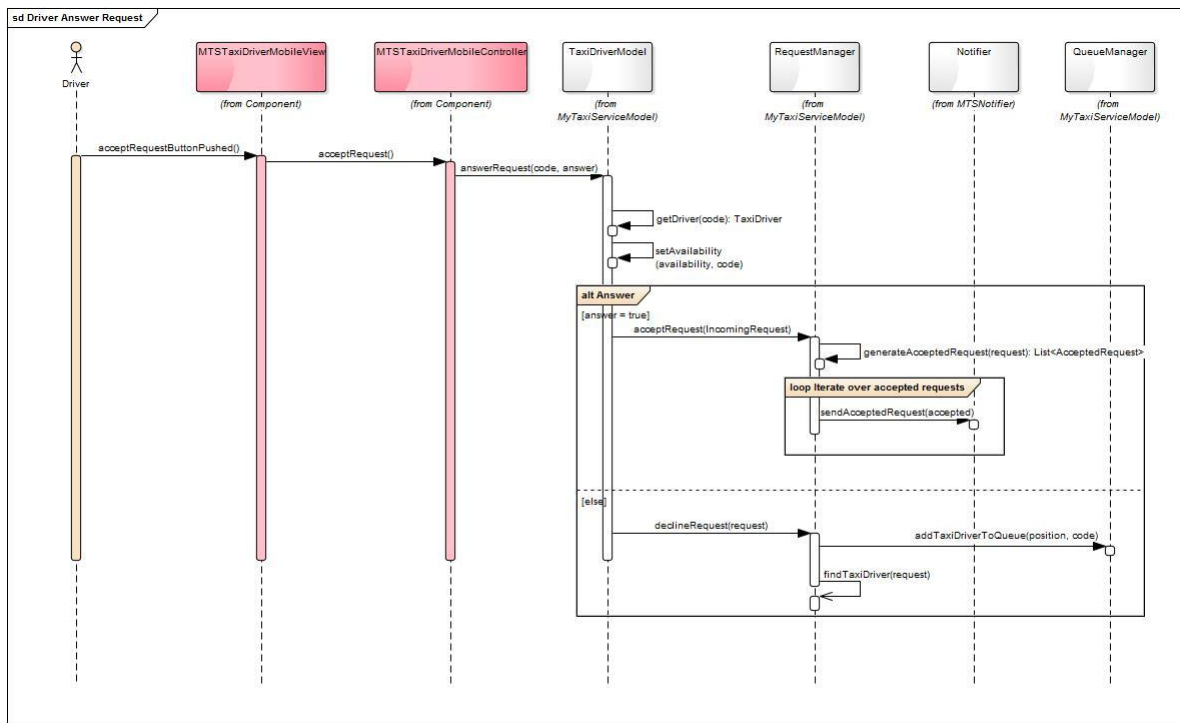 sd Driver Answer Request
Driver
MTSTaxiDriverMobileView
(from Component)
MTSTaxiDriverMobileController
(from Component)
TaxiDriverModel
(from
MyTaxiServiceModel)
RequestManager
(from
MyTaxiServiceModel)
Notifier
(from MTSNotifier)
QueueManager
(from
MyTaxiServiceModel)
acceptRequestButtonPushed()
acceptRequest()
answerRequest(code, answer)
getDriver(code): TaxiDriver
setAvailability
(availability, code)
alt Answer
[answer = true]
acceptRequest(IncomingRequest)
generateAcceptedRequest(request): List<AcceptedRequest>
loop Iterate over accepted requests
sendAcceptedRequest(accepted)
[else]
declineRequest(request)
addTaxiDriverToQueue(position, code)
findTaxiDriver(request)